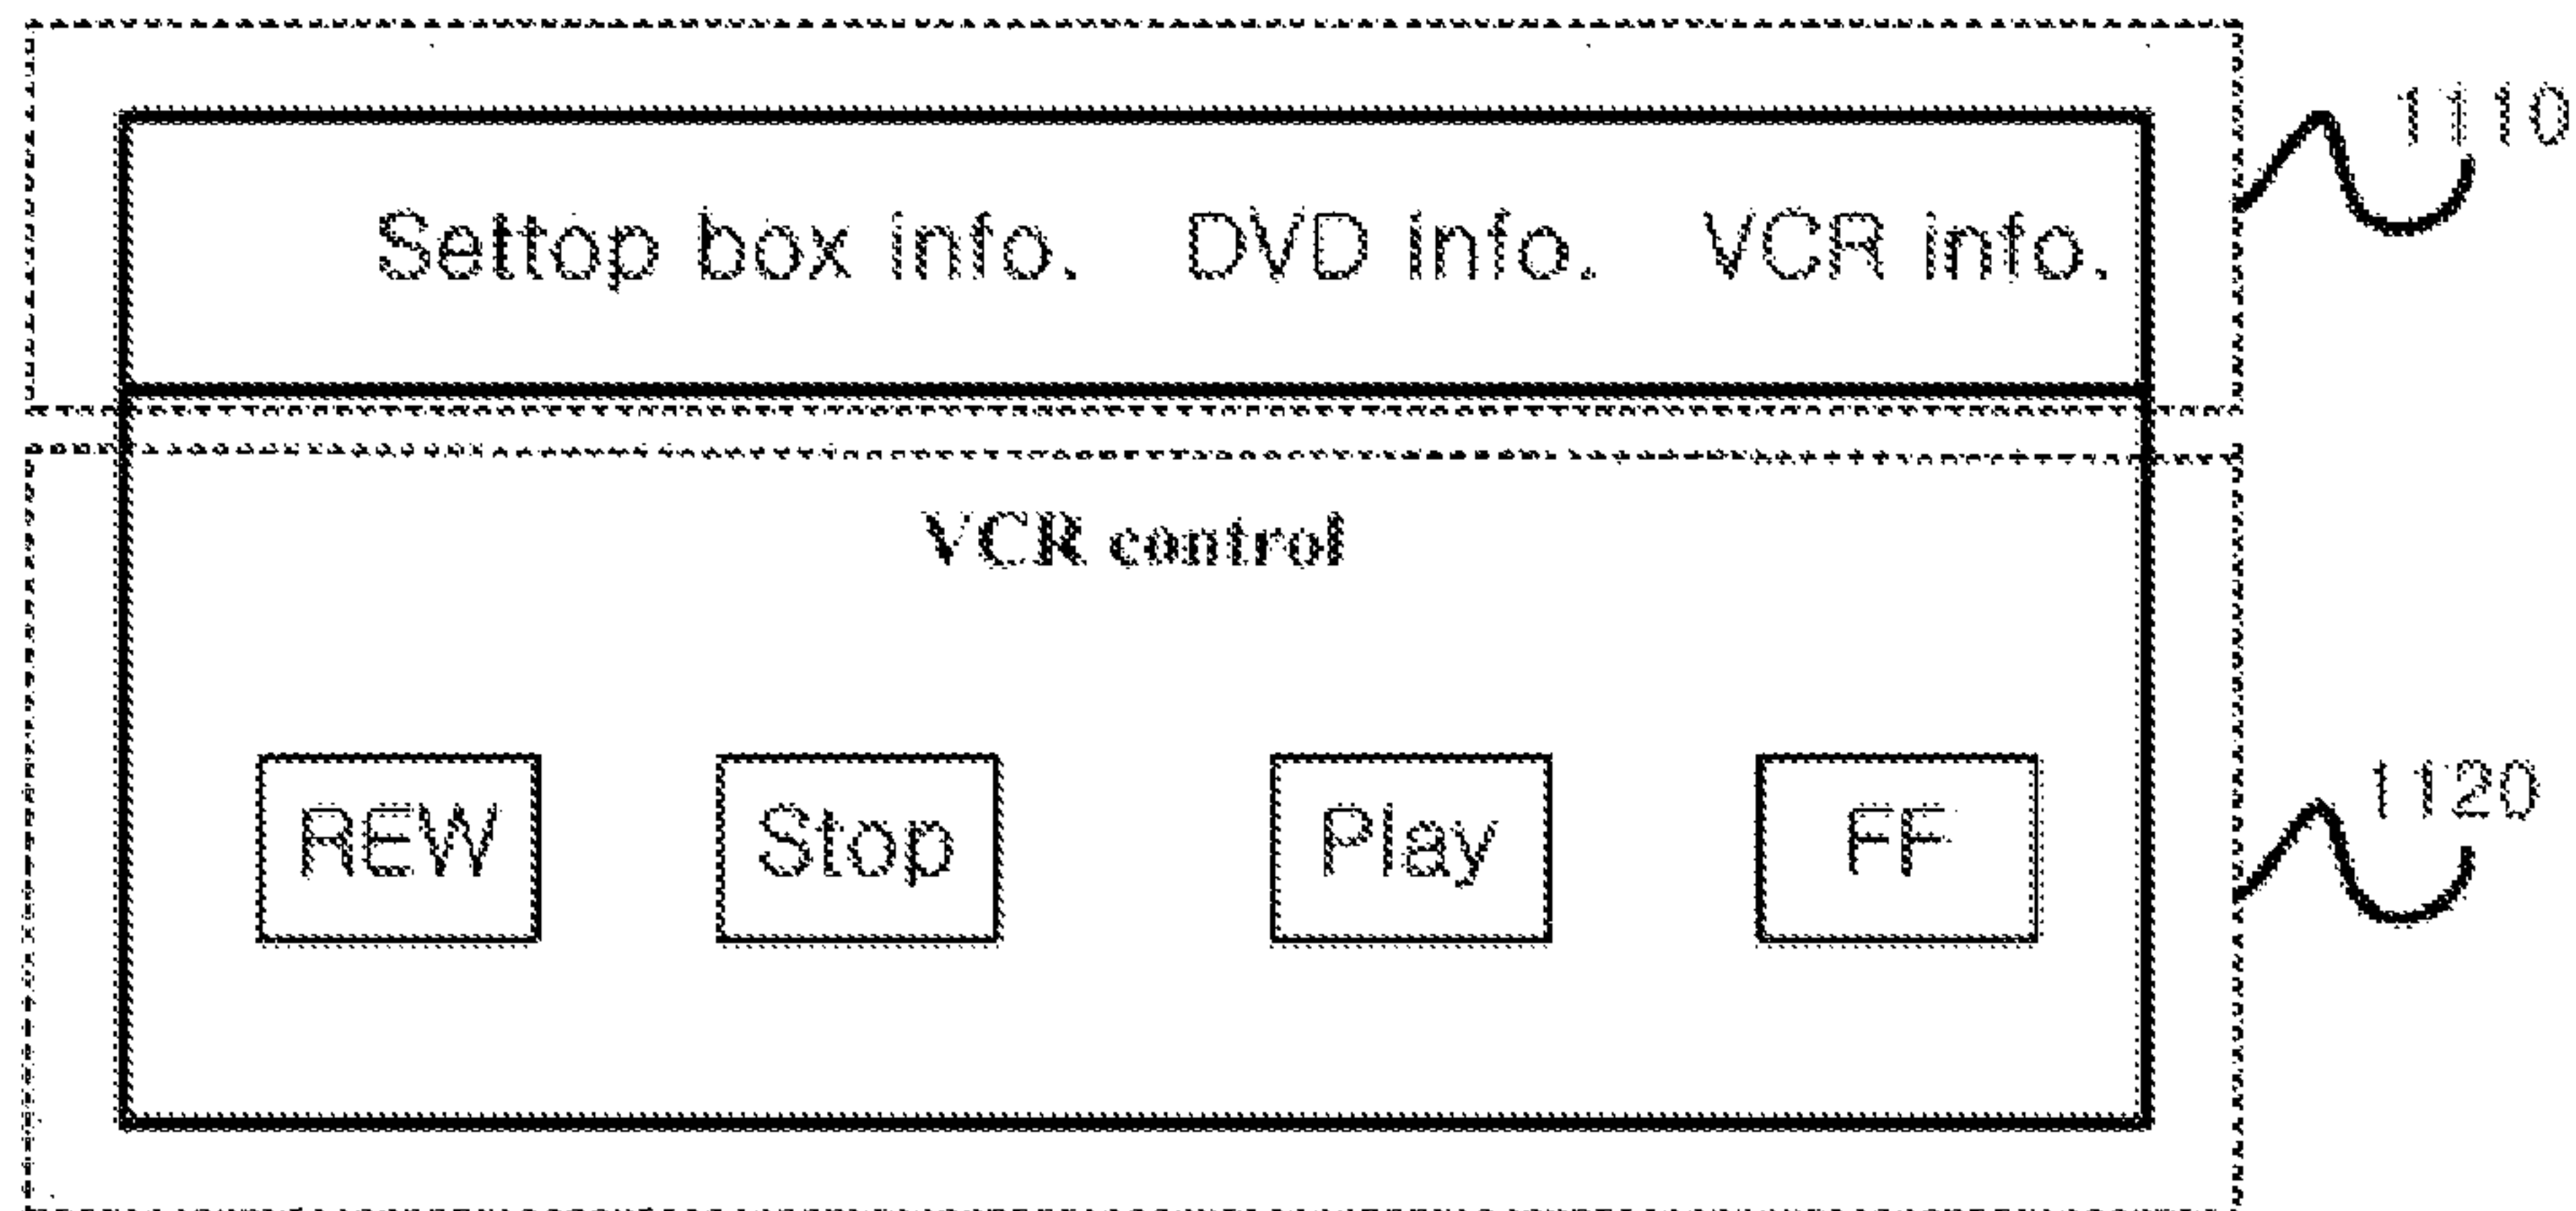 1110
Settop box info. DVD info. VCR info.
VCR control
1120
REW Stop Play FF